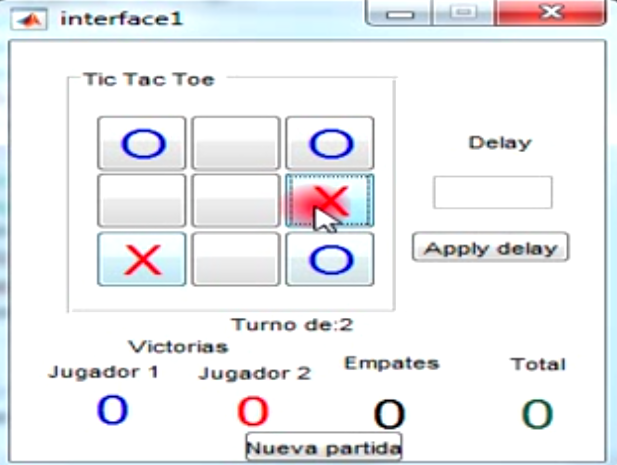 interface1
Tic Tac Toe
O O
X
X O
Delay
Apply delay
Turno de:2
Victorias
Jugador 1 Jugador 2 Empates Total
0 0 0 0
Nueva partida